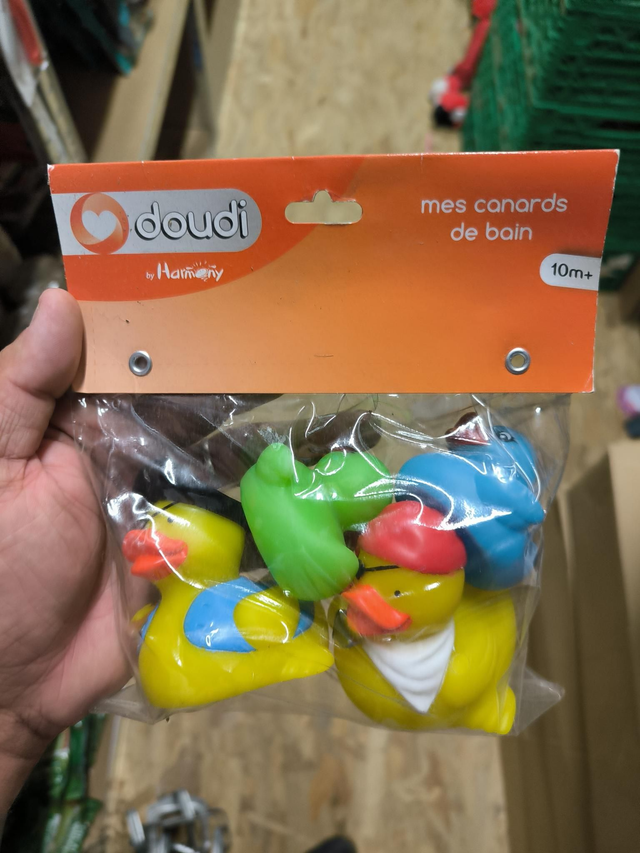 doudi
by Harmony
mes canards
de bain
10m+